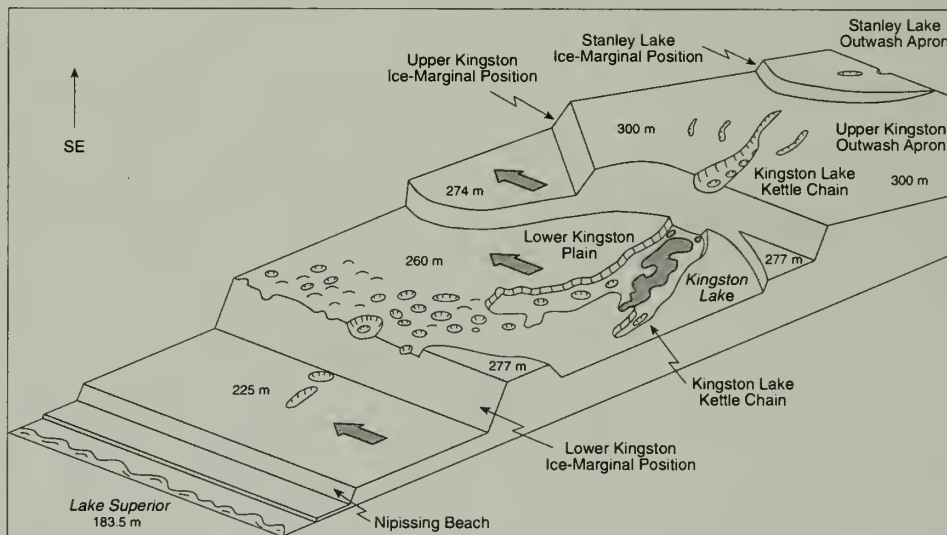 Stanley Lake
Outwash Apron
Stanley Lake
Ice-Marginal Position
Upper Kingston
Ice-Marginal Position
SE
300 m
Upper Kingston
Outwash Apron
Kingston Lake
Kettle Chain
300 m
274 m
Lower Kingston
Plain
260 m
277 m
Kingston
Lake
277 m
Kingston Lake
Kettle Chain
225 m
Lower Kingston
Ice-Marginal Position
Lake Superior
183.5 m
Nipissing Beach